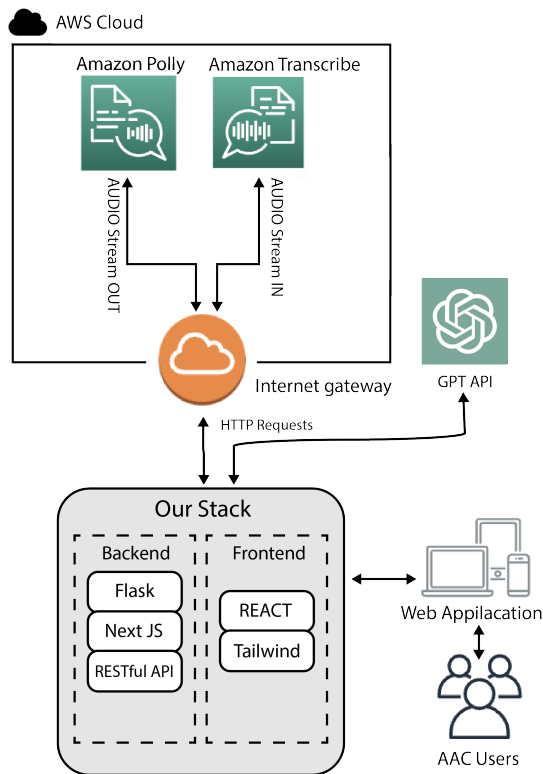 AWS Cloud
Amazon Polly
Amazon Transcribe
AUDIO Stream OUT
AUDIO Stream IN
Internet gateway
GPT API
HTTP Requests
Our Stack
Backend
Frontend
Flask
Next JS
RESTful API
REACT
Tailwind
Web Appilacation
AAC Users